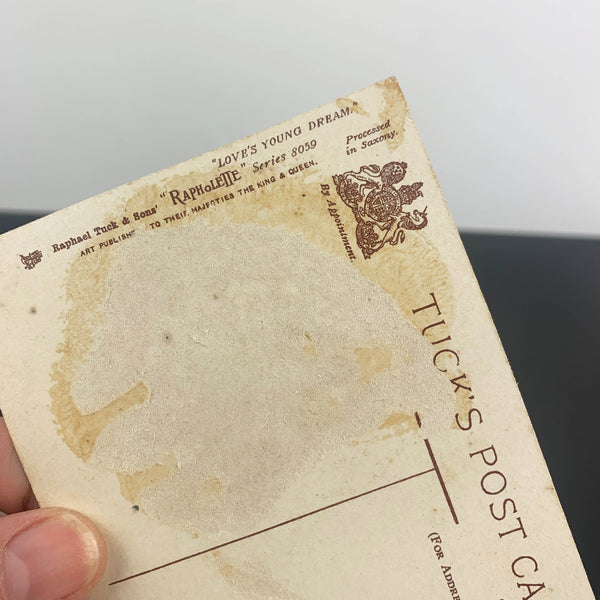 "LOVE'S YOUNG DREAM."
Raphael Tuck & Sons' "RAPHOLETTE" Series 8059
ART PUBLISH TO THEIR MAJESTIES THE KING & QUEEN.
Processed
in Saxony.
By Appointment.
TUCK'S POST CA
(FOR ADDRE